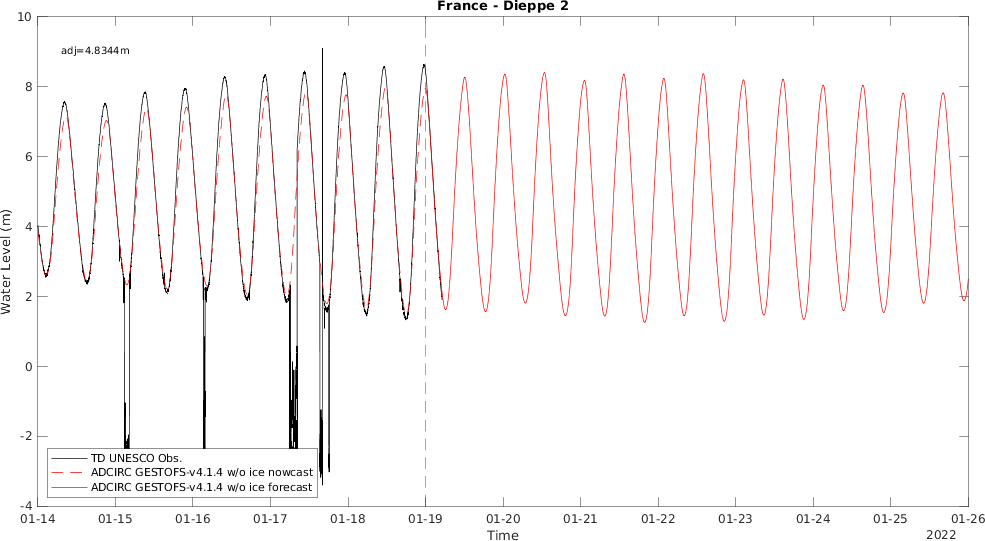 France - Dieppe 2
adj=4.8344m
10
8
6
4
2
0
-2
-4
Water Level (m)
TD UNESCO Obs.
ADCIRC GESTOFS-v4.1.4 w/o ice nowcast
ADCIRC GESTOFS-v4.1.4 w/o ice forecast
01-14 01-15 01-16 01-17 01-18 01-19 01-20 01-21 01-22 01-23 01-24 01-25 01-26
Time
2022